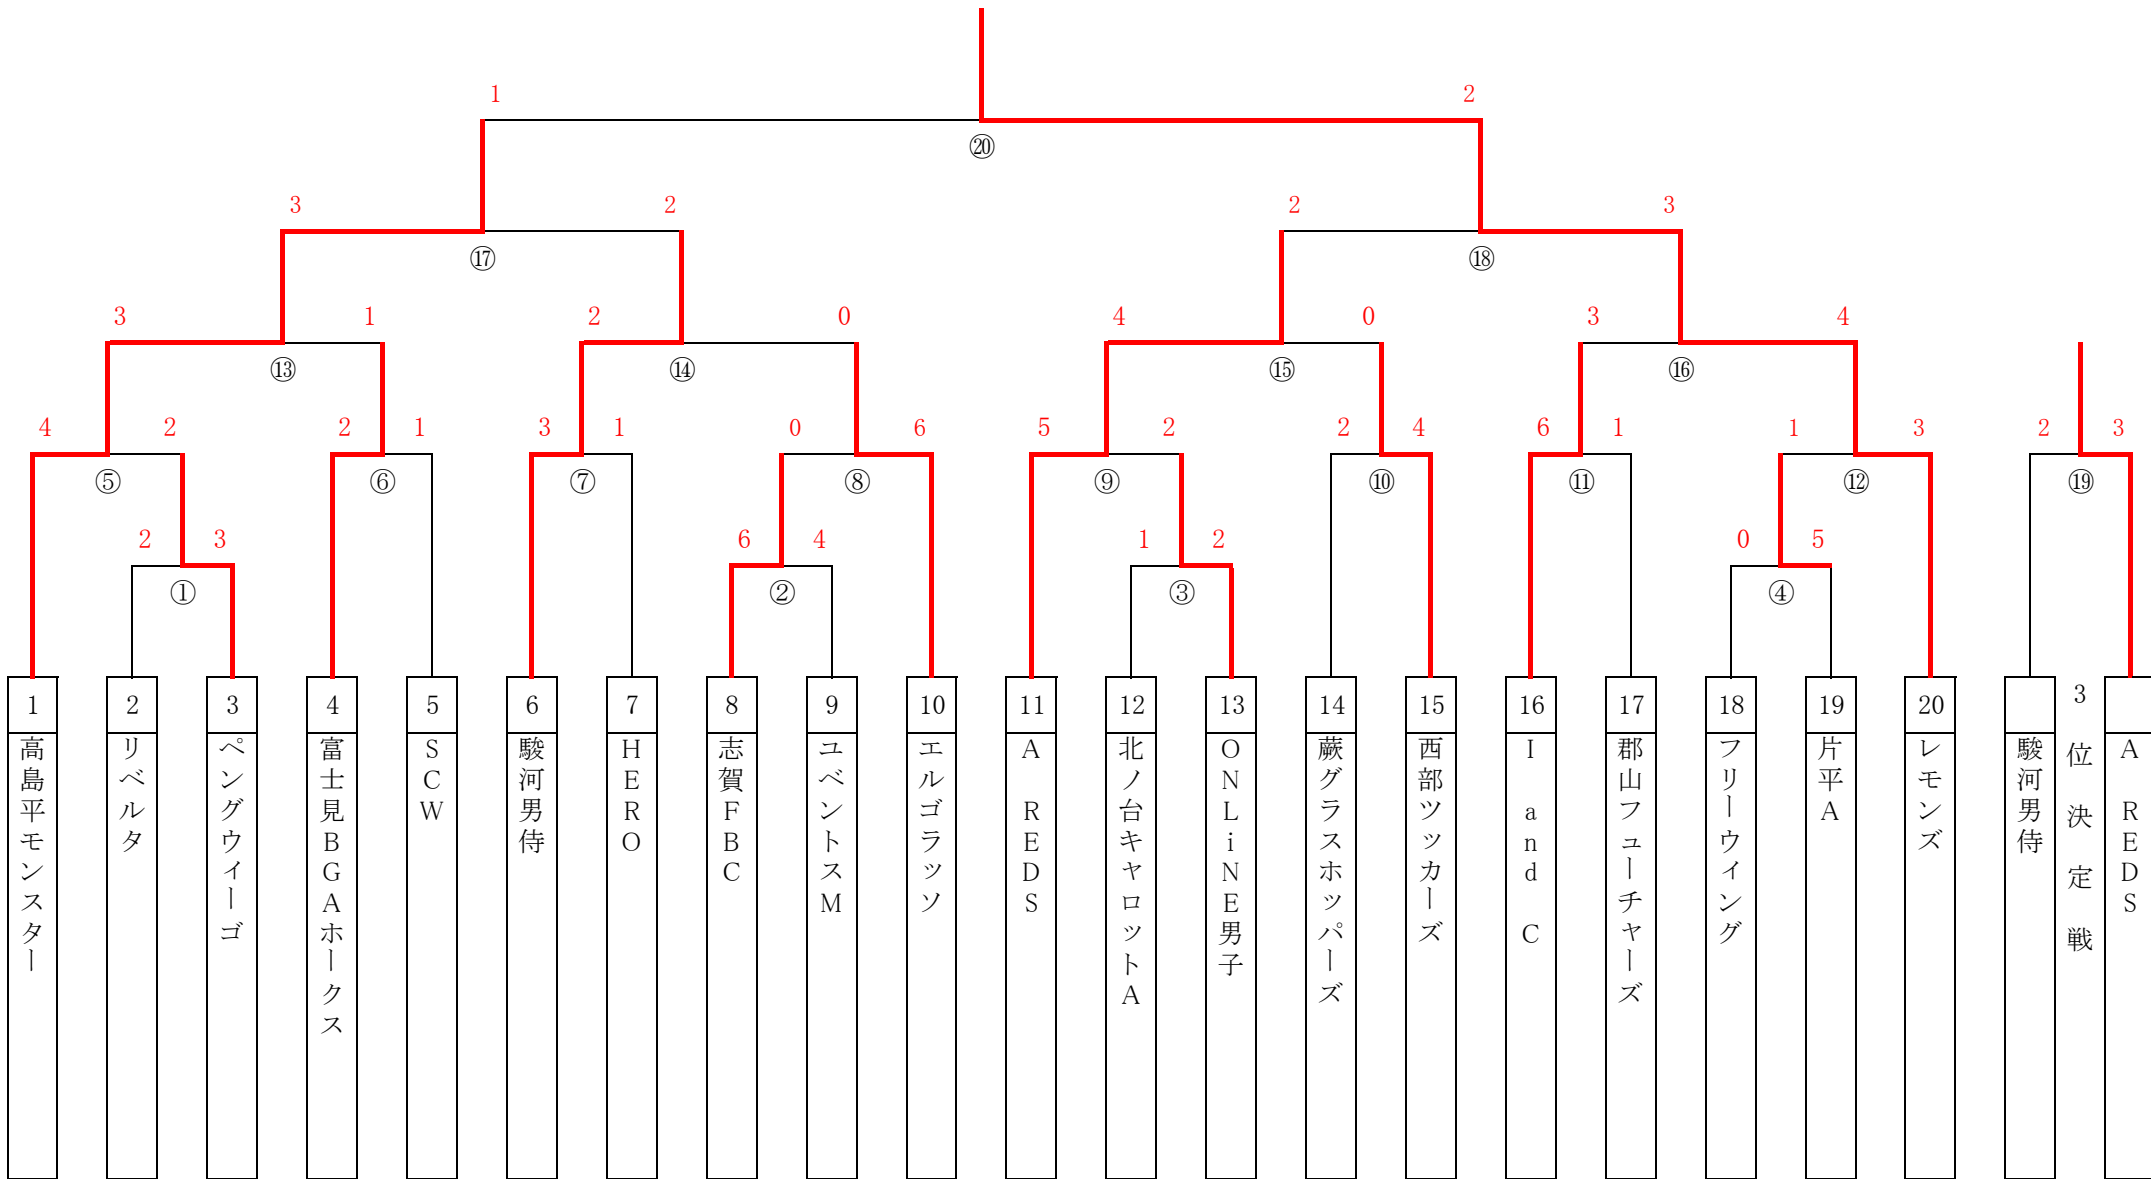 1 2
⑳
3 2 2 3
⑰ ⑱
3 1 2 0 4 0 3 4
⑬ ⑭ ⑮ ⑯
4 2 2 1 3 1 0 6 5 2 2 4 6 1 1 3 2 3
⑤ ⑥ ⑦ ⑧ ⑨ ⑩ ⑪ ⑫ ⑲
2 3 6 4 1 2 0 5
① ② ③ ④
1 2 3 4 5 6 7 8 9 10 11 12 13 14 15 16 17 18 19 20
高島平モンスター
リベルタ
ペングウィーゴ
富士見BGAホークス
SCW
駿河男侍
HERO
志賀FBC
ユベントスM
エルゴラッソ
A REDS
北ノ台キャロットA
ONLiNE男子
蕨グラスホッパーズ
西部ツッカーズ
I and C
郡山フューチャーズ
フリーウィング
片平A
レモンズ
駿河男侍
3位決定戦
A REDS